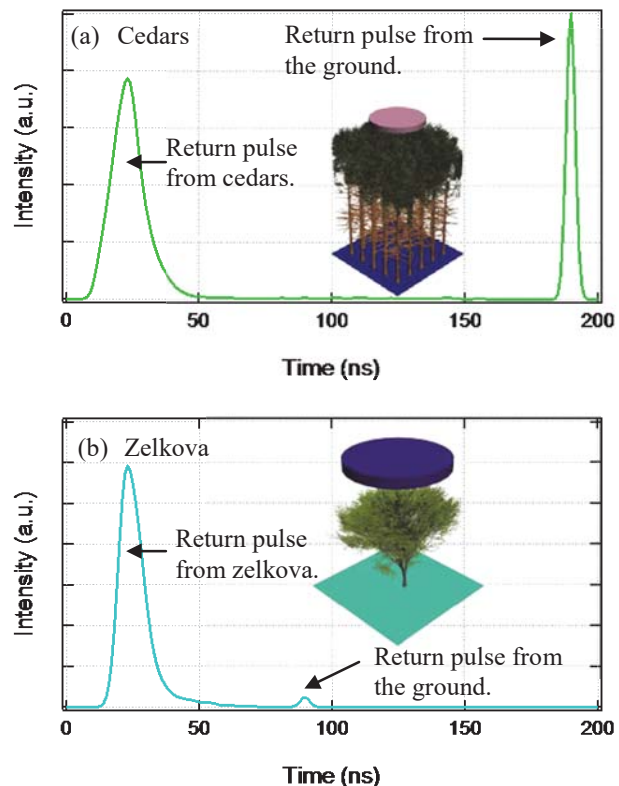 (a) Cedars
Return pulse from
the ground.
Return pulse
from cedars.
Intensity (a.u.)
0 50 100 150 200
Time (ns)
(b) Zelkova
Return pulse
from zelkova.
Return pulse from
the ground.
Intensity (a.u.)
0 50 100 150 200
Time (ns)